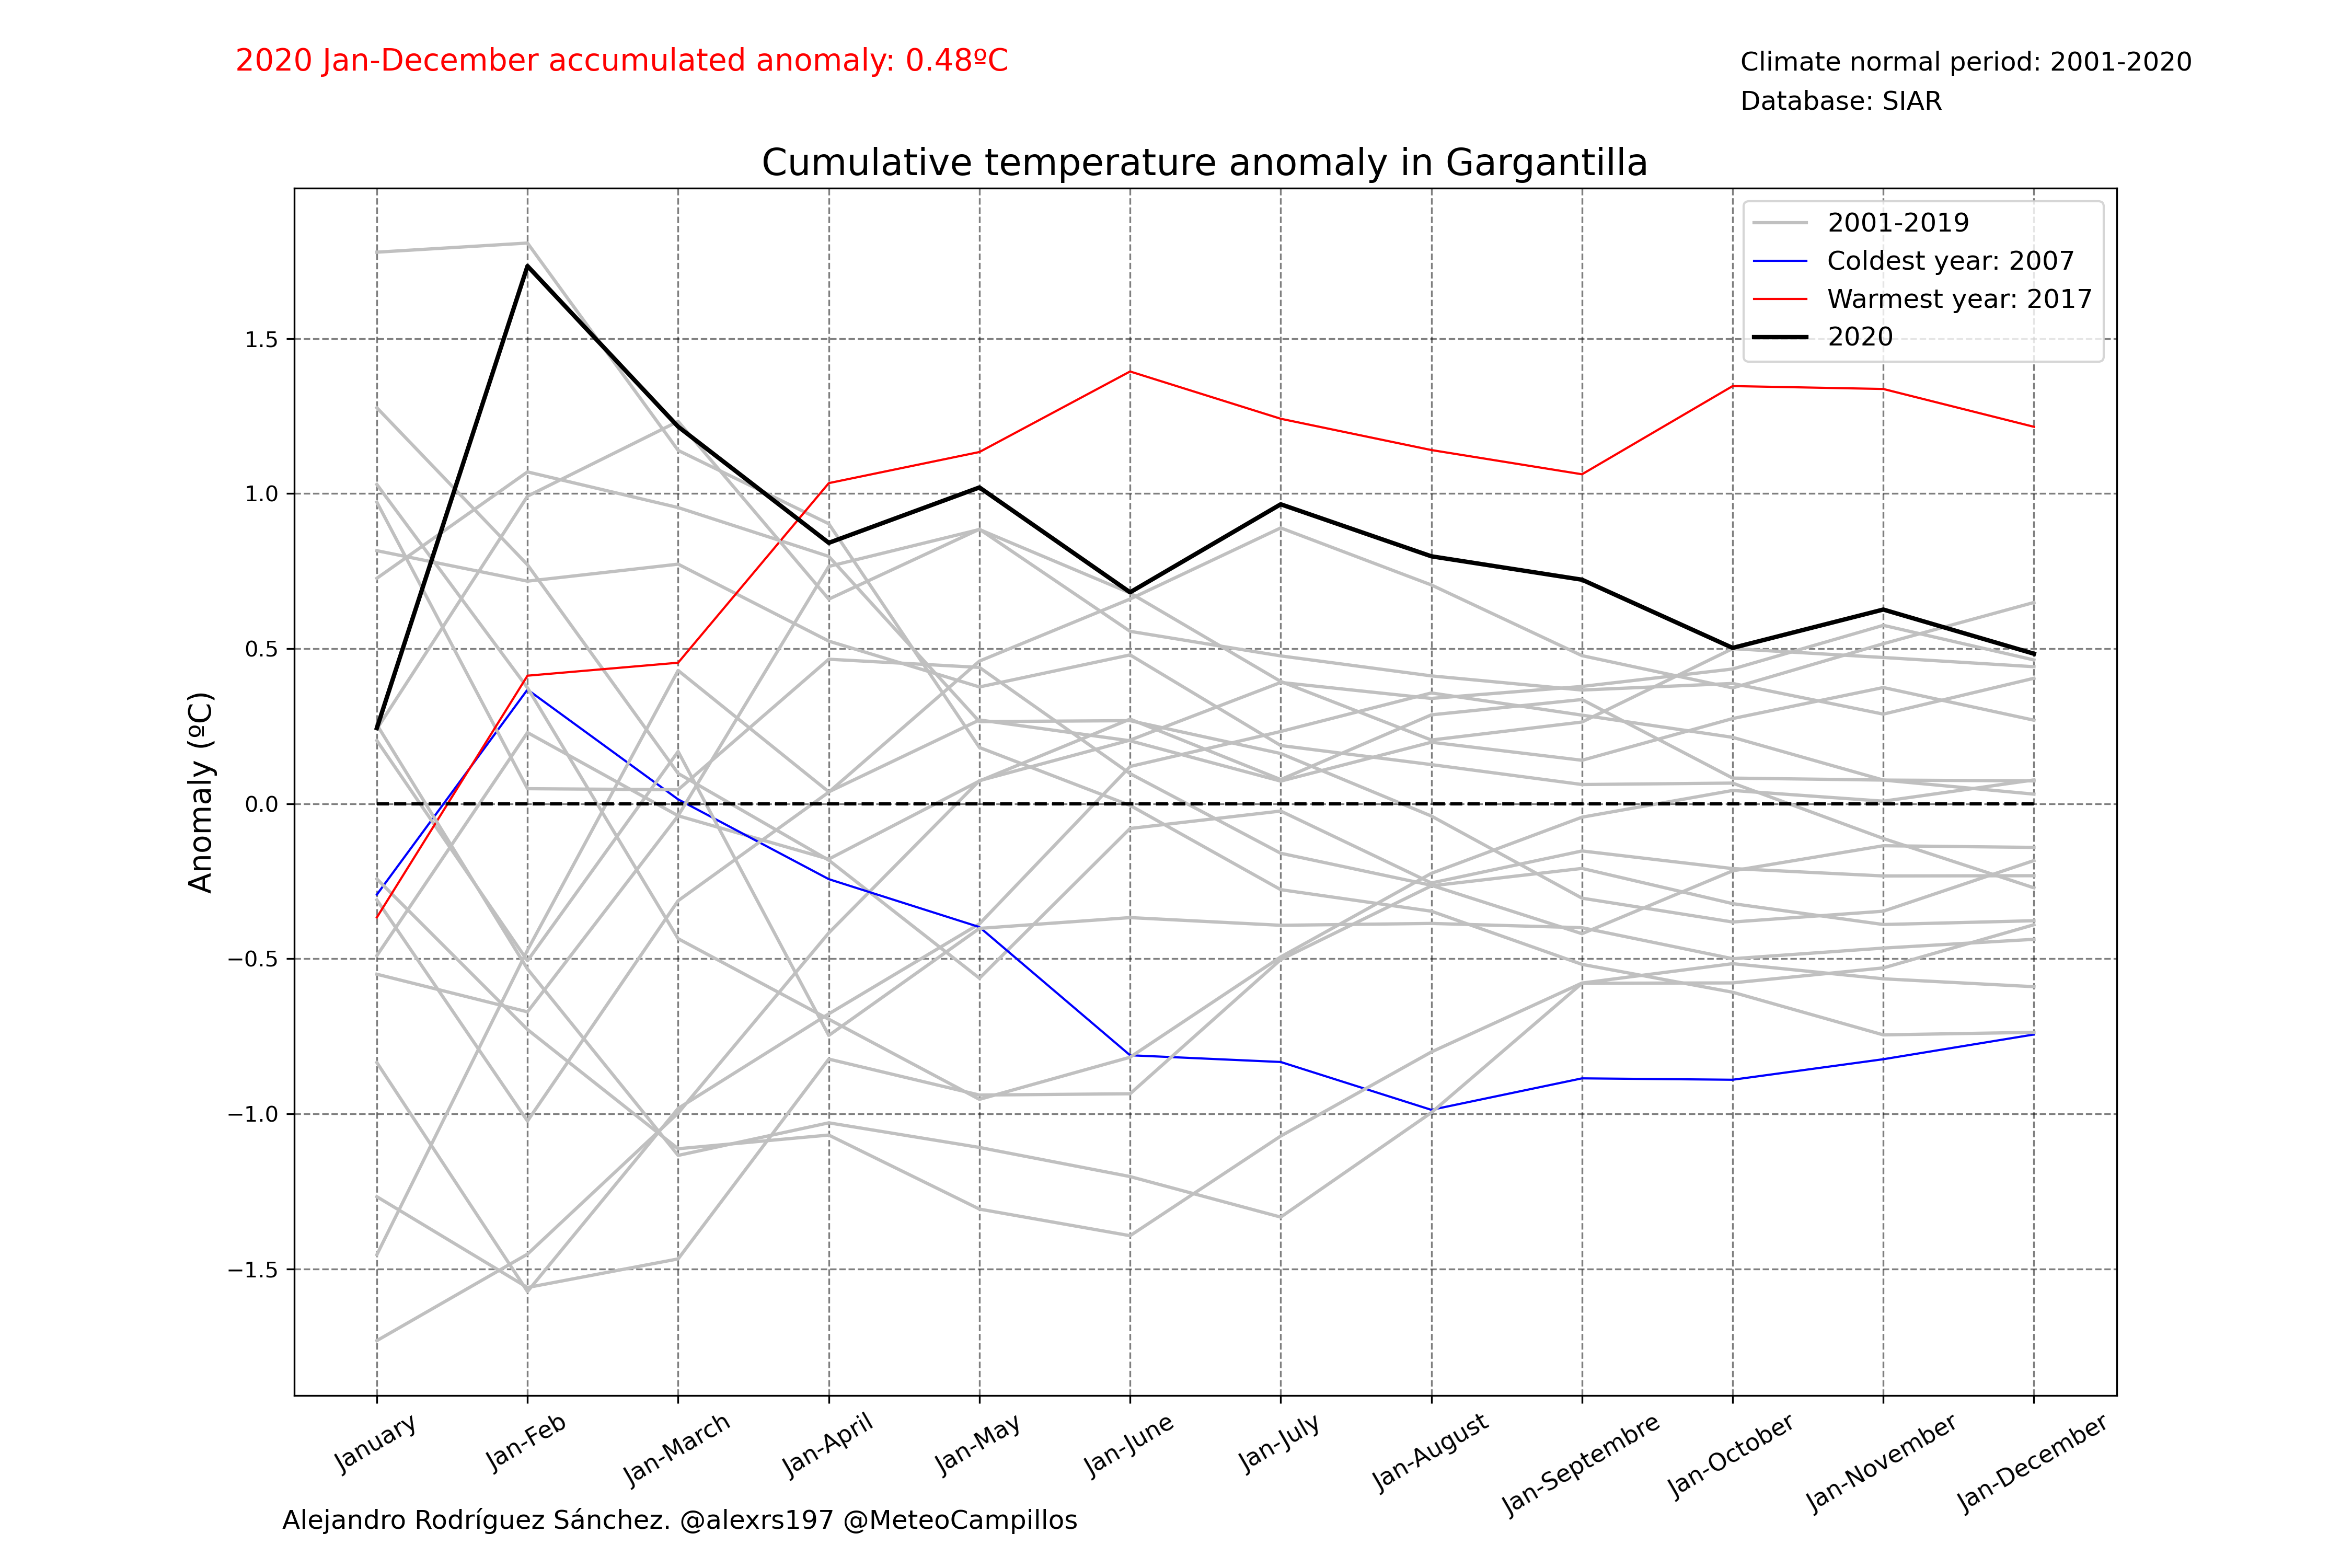 2020 Jan-December accumulated anomaly: 0.48ºC
Climate normal period: 2001-2020
Database: SIAR
Cumulative temperature anomaly in Gargantilla
2001-2019
Coldest year: 2007
Warmest year: 2017
2020
Anomaly (ºC)
1.5
1.0
0.5
0.0
−0.5
−1.0
−1.5
January
Jan-Feb
Jan-March
Jan-April
Jan-May
Jan-June
Jan-July
Jan-August
Jan-Septembre
Jan-October
Jan-November
Jan-December
Alejandro Rodríguez Sánchez. @alexrs197 @MeteoCampillos